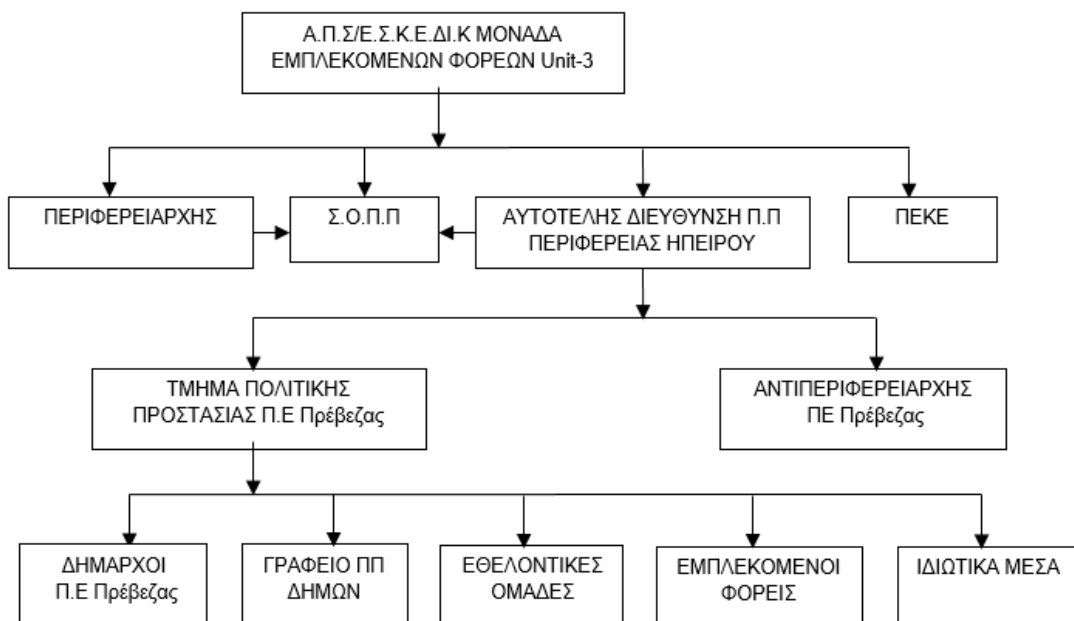 Α.Π.Σ/Ε.Σ.Κ.Ε.ΔΙ.Κ ΜΟΝΑΔΑ
ΕΜΠΛΕΚΟΜΕΝΩΝ ΦΟΡΕΩΝ Unit-3
ΠΕΡΙΦΕΡΕΙΑΡΧΗΣ
Σ.Ο.Π.Π
ΑΥΤΟΤΕΛΗΣ ΔΙΕΥΘΥΝΣΗ Π.Π
ΠΕΡΙΦΕΡΕΙΑΣ ΗΠΕΙΡΟΥ
ΠΕΚΕ
ΤΜΗΜΑ ΠΟΛΙΤΙΚΗΣ
ΠΡΟΣΤΑΣΙΑΣ Π.Ε Πρέβεζας
ΑΝΤΙΠΕΡΙΦΕΡΕΙΑΡΧΗΣ
ΠΕ Πρέβεζας
ΔΗΜΑΡΧΟΙ
Π.Ε Πρέβεζας
ΓΡΑΦΕΙΟ ΠΠ
ΔΗΜΩΝ
ΕΘΕΛΟΝΤΙΚΕΣ
ΟΜΑΔΕΣ
ΕΜΠΛΕΚΟΜΕΝΟΙ
ΦΟΡΕΙΣ
ΙΔΙΩΤΙΚΑ ΜΕΣΑ